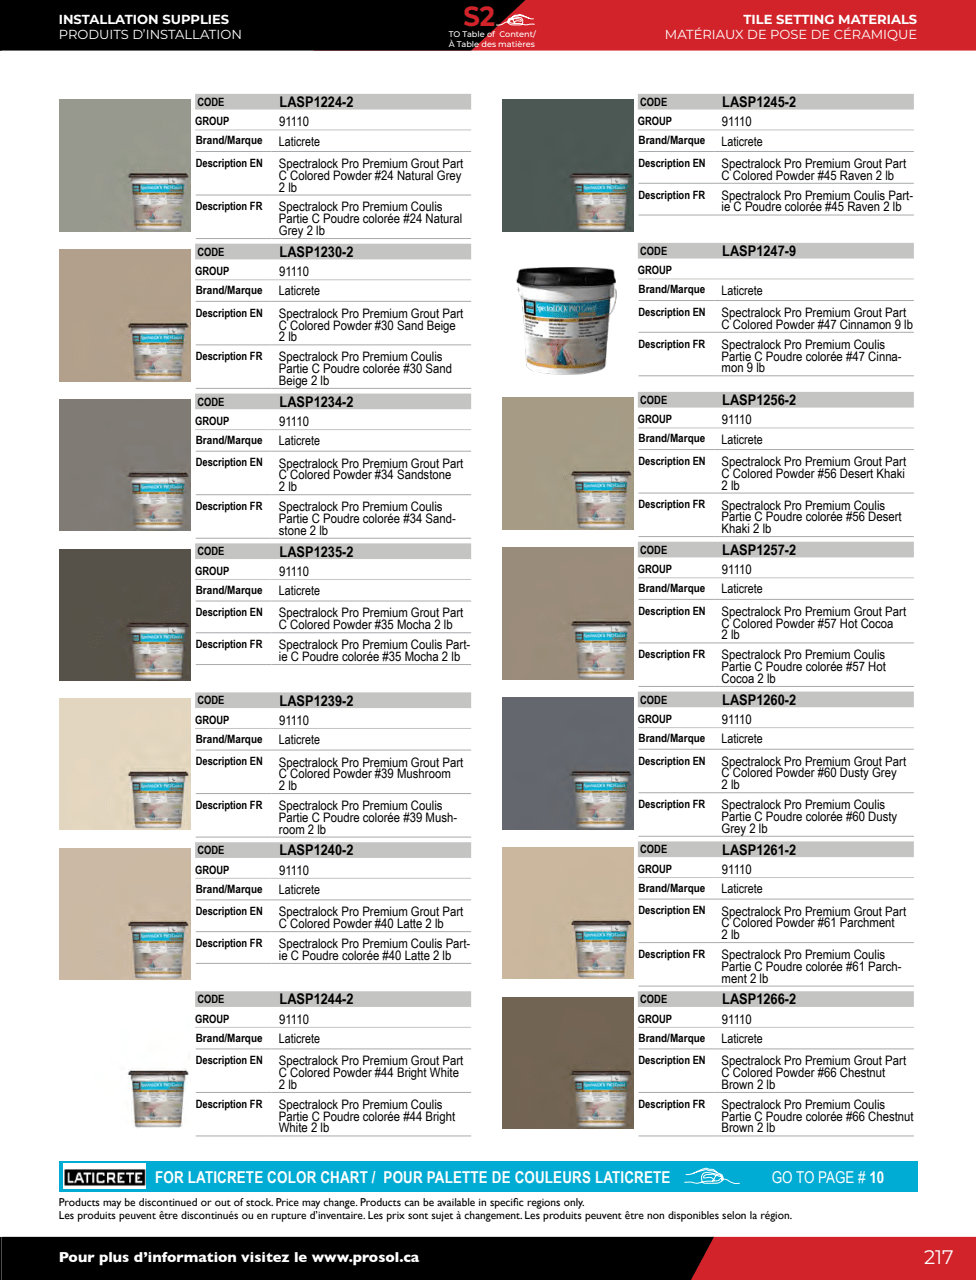 INSTALLATION SUPPLIES
PRODUITS D'INSTALLATION
S2
TO Table of Content/
À Table des matières
TILE SETTING MATERIALS
MATÉRIAUX DE POSE DE CÉRAMIQUE
CODE LASP1224-2
GROUP 91110
Brand/Marque Laticrete
Description EN Spectralock Pro Premium Grout Part
C Colored Powder #24 Natural Grey
2 lb
Description FR Spectralock Pro Premium Coulis
Partie C Poudre colorée #24 Natural
Grey 2 lb
CODE LASP1230-2
GROUP 91110
Brand/Marque Laticrete
Description EN Spectralock Pro Premium Grout Part
C Colored Powder #30 Sand Beige
2 lb
Description FR Spectralock Pro Premium Coulis
Partie C Poudre colorée #30 Sand
Beige 2 lb
CODE LASP1234-2
GROUP 91110
Brand/Marque Laticrete
Description EN Spectralock Pro Premium Grout Part
C Colored Powder #34 Sandstone
2 lb
Description FR Spectralock Pro Premium Coulis
Partie C Poudre colorée #34 Sand-
stone 2 lb
CODE LASP1235-2
GROUP 91110
Brand/Marque Laticrete
Description EN Spectralock Pro Premium Grout Part
C Colored Powder #35 Mocha 2 lb
Description FR Spectralock Pro Premium Coulis Part-
ie C Poudre colorée #35 Mocha 2 lb
CODE LASP1239-2
GROUP 91110
Brand/Marque Laticrete
Description EN Spectralock Pro Premium Grout Part
C Colored Powder #39 Mushroom
2 lb
Description FR Spectralock Pro Premium Coulis
Partie C Poudre colorée #39 Mush-
room 2 lb
CODE LASP1240-2
GROUP 91110
Brand/Marque Laticrete
Description EN Spectralock Pro Premium Grout Part
C Colored Powder #40 Latte 2 lb
Description FR Spectralock Pro Premium Coulis Part-
ie C Poudre colorée #40 Latte 2 lb
CODE LASP1244-2
GROUP 91110
Brand/Marque Laticrete
Description EN Spectralock Pro Premium Grout Part
C Colored Powder #44 Bright White
2 lb
Description FR Spectralock Pro Premium Coulis
Partie C Poudre colorée #44 Bright
White 2 lb
CODE LASP1245-2
GROUP 91110
Brand/Marque Laticrete
Description EN Spectralock Pro Premium Grout Part
C Colored Powder #45 Raven 2 lb
Description FR Spectralock Pro Premium Coulis Part-
ie C Poudre colorée #45 Raven 2 lb
CODE LASP1247-9
GROUP
Brand/Marque Laticrete
Description EN Spectralock Pro Premium Grout Part
C Colored Powder #47 Cinnamon 9 lb
Description FR Spectralock Pro Premium Coulis
Partie C Poudre colorée #47 Cinna-
mon 9 lb
CODE LASP1256-2
GROUP 91110
Brand/Marque Laticrete
Description EN Spectralock Pro Premium Grout Part
C Colored Powder #56 Desert Khaki
2 lb
Description FR Spectralock Pro Premium Coulis
Partie C Poudre colorée #56 Desert
Khaki 2 lb
CODE LASP1257-2
GROUP 91110
Brand/Marque Laticrete
Description EN Spectralock Pro Premium Grout Part
C Colored Powder #57 Hot Cocoa
2 lb
Description FR Spectralock Pro Premium Coulis
Partie C Poudre colorée #57 Hot
Cocoa 2 lb
CODE LASP1260-2
GROUP 91110
Brand/Marque Laticrete
Description EN Spectralock Pro Premium Grout Part
C Colored Powder #60 Dusty Grey
2 lb
Description FR Spectralock Pro Premium Coulis
Partie C Poudre colorée #60 Dusty
Grey 2 lb
CODE LASP1261-2
GROUP 91110
Brand/Marque Laticrete
Description EN Spectralock Pro Premium Grout Part
C Colored Powder #61 Parchment
2 lb
Description FR Spectralock Pro Premium Coulis
Partie C Poudre colorée #61 Parch-
ment 2 lb
CODE LASP1266-2
GROUP 91110
Brand/Marque Laticrete
Description EN Spectralock Pro Premium Grout Part
C Colored Powder #66 Chestnut
Brown 2 lb
Description FR Spectralock Pro Premium Coulis
Partie C Poudre colorée #66 Chestnut
Brown 2 lb
LATICRETE FOR LATICRETE COLOR CHART / POUR PALETTE DE COULEURS LATICRETE GO TO PAGE # 10
Products may be discontinued or out of stock. Price may change. Products can be available in specific regions only.
Les produits peuvent être discontinués ou en rupture d'inventaire. Les prix sont sujet à changement. Les produits peuvent être non disponibles selon la région.
Pour plus d'information visitez le www.prosol.ca
217